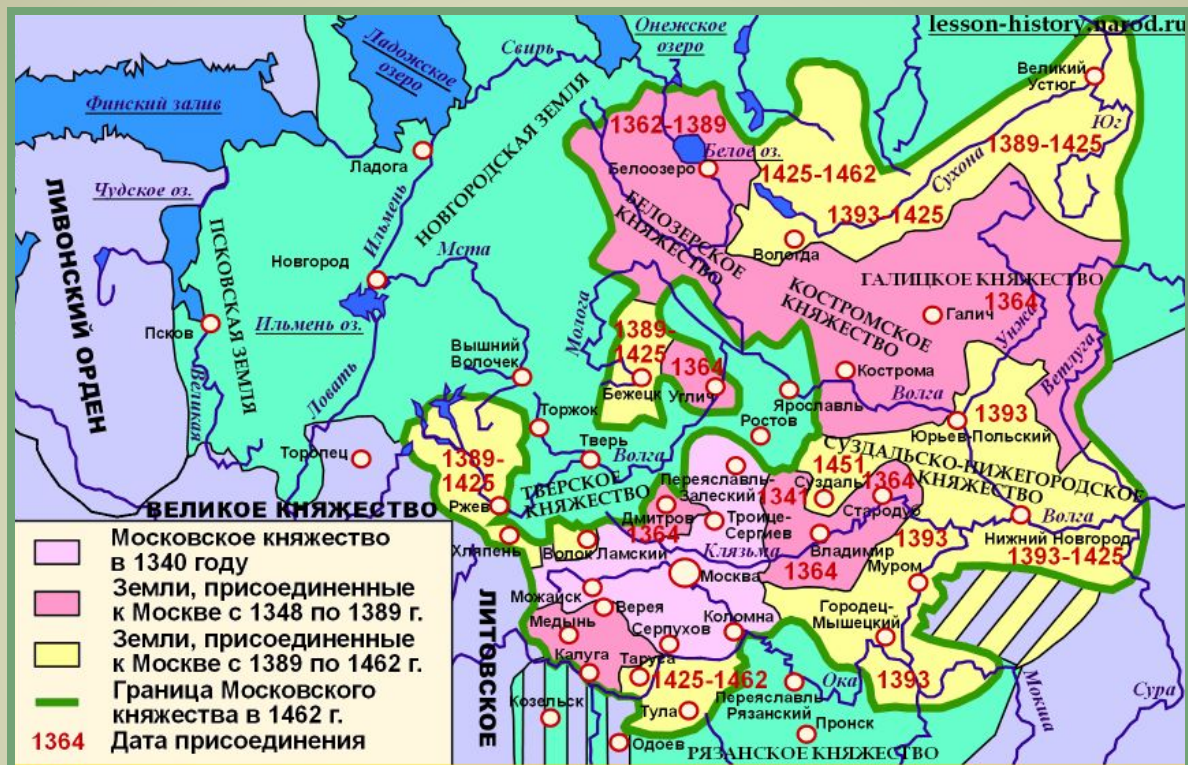 lesson-history.narod.ru
Онежское
озеро
Ладожское
озеро
Свирь
Финский залив
Великий
Устюг
Юг
1362-1389
Белое оз.
1389-1425
Сухона
Ладога
Белоозеро
1425-1462
Чудское оз.
НОВГОРОДСКАЯ ЗЕМЛЯ
Ильмень
1393-1425
БЕЛОЗЕРСКОЕ
КНЯЖЕСТВО
ЛИВОНСКИЙ ОРДЕН
ПСКОВСКАЯ ЗЕМЛЯ
Мста
Вологда
Новгород
ГАЛИЦКОЕ КНЯЖЕСТВО
1364
КОСТРОМСКОЕ
КНЯЖЕСТВО
Галич
Унжа
Ветлуга
Молога
Псков
Ильмень оз.
1389-
1425
Вышний
Волочек
Великая
Ловать
Бежецк
1364
Углич
Кострома
Волга
Ярославль
1393
Юрьев-Польский
Торжок
Ростов
Торопец
Тверь
Волга
СУЗДАЛЬСКО-НИЖЕГОРОДСКОЕ
КНЯЖЕСТВО
1389-
1425
ТВЕРСКОЕ
КНЯЖЕСТВО
Переяславль-
Залеский
1341
1451
Суздаль
1364
Стародуб
Ржев
Дмитров
1364
Троице-
Сергиев
Волга
Нижний Новгород
1393-1425
ВЕЛИКОЕ КНЯЖЕСТВО
ЛИТОВСКОЕ
Хлепень
Волок Ламский
Клязьма
Владимир
1364
1393
Муром
Москва
Можайск
Верея
Коломна
Городец-
Мышецкий
Медынь
Серпухов
Калуга
Таруса
1425-1462
Ока
1393
Переяславль
Рязанский
Мокша
Сура
Козельск
Тула
Пронск
Одоев
РЯЗАНСКОЕ КНЯЖЕСТВО
Московское княжество
в 1340 году
Земли, присоединенные
к Москве с 1348 по 1389 г.
Земли, присоединенные
к Москве с 1389 по 1462 г.
Граница Московского
княжества в 1462 г.
1364 Дата присоединения